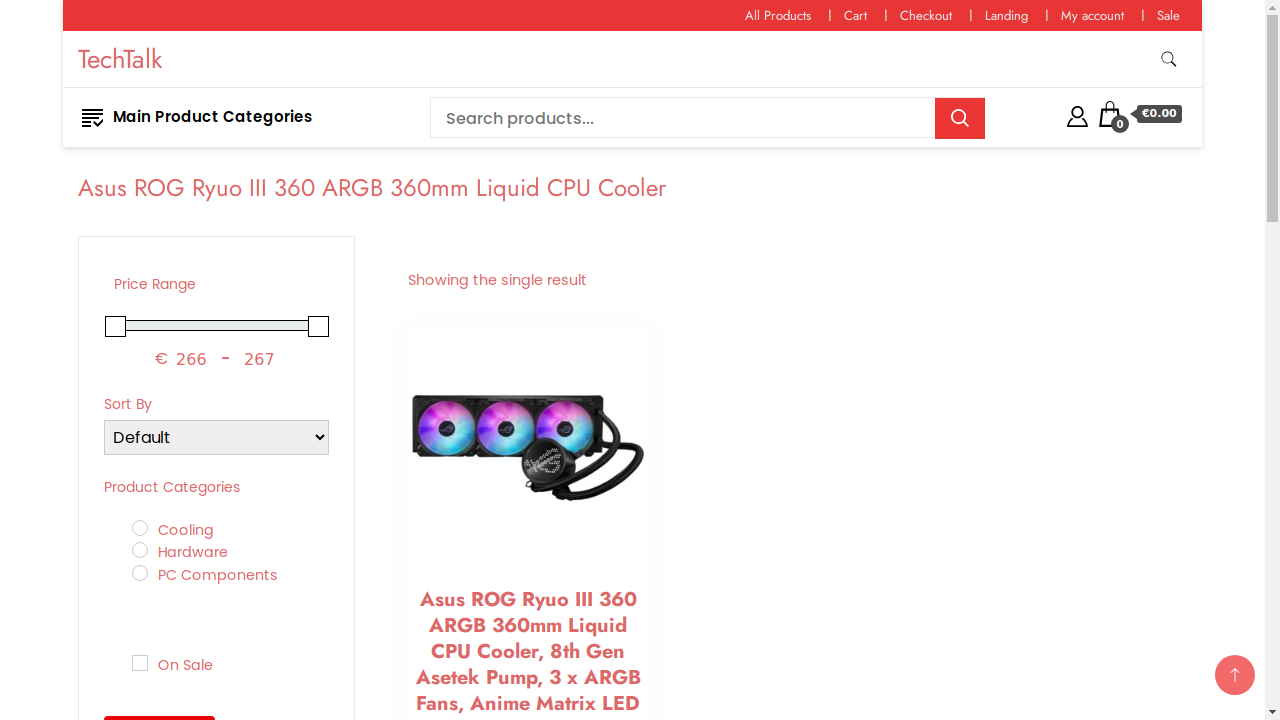 All Products
Cart
Checkout
Landing
My account
Sale
TechTalk
Main Product Categories
Search products...
0
€0.00
Asus ROG Ryuo III 360 ARGB 360mm Liquid CPU Cooler
Price Range
€ 266 - 267
Sort By
Default
Product Categories
Cooling
Hardware
PC Components
On Sale
Showing the single result
Asus ROG Ryuo III 360
ARGB 360mm Liquid
CPU Cooler, 8th Gen
Asetek Pump, 3 x ARGB
Fans, Anime Matrix LED